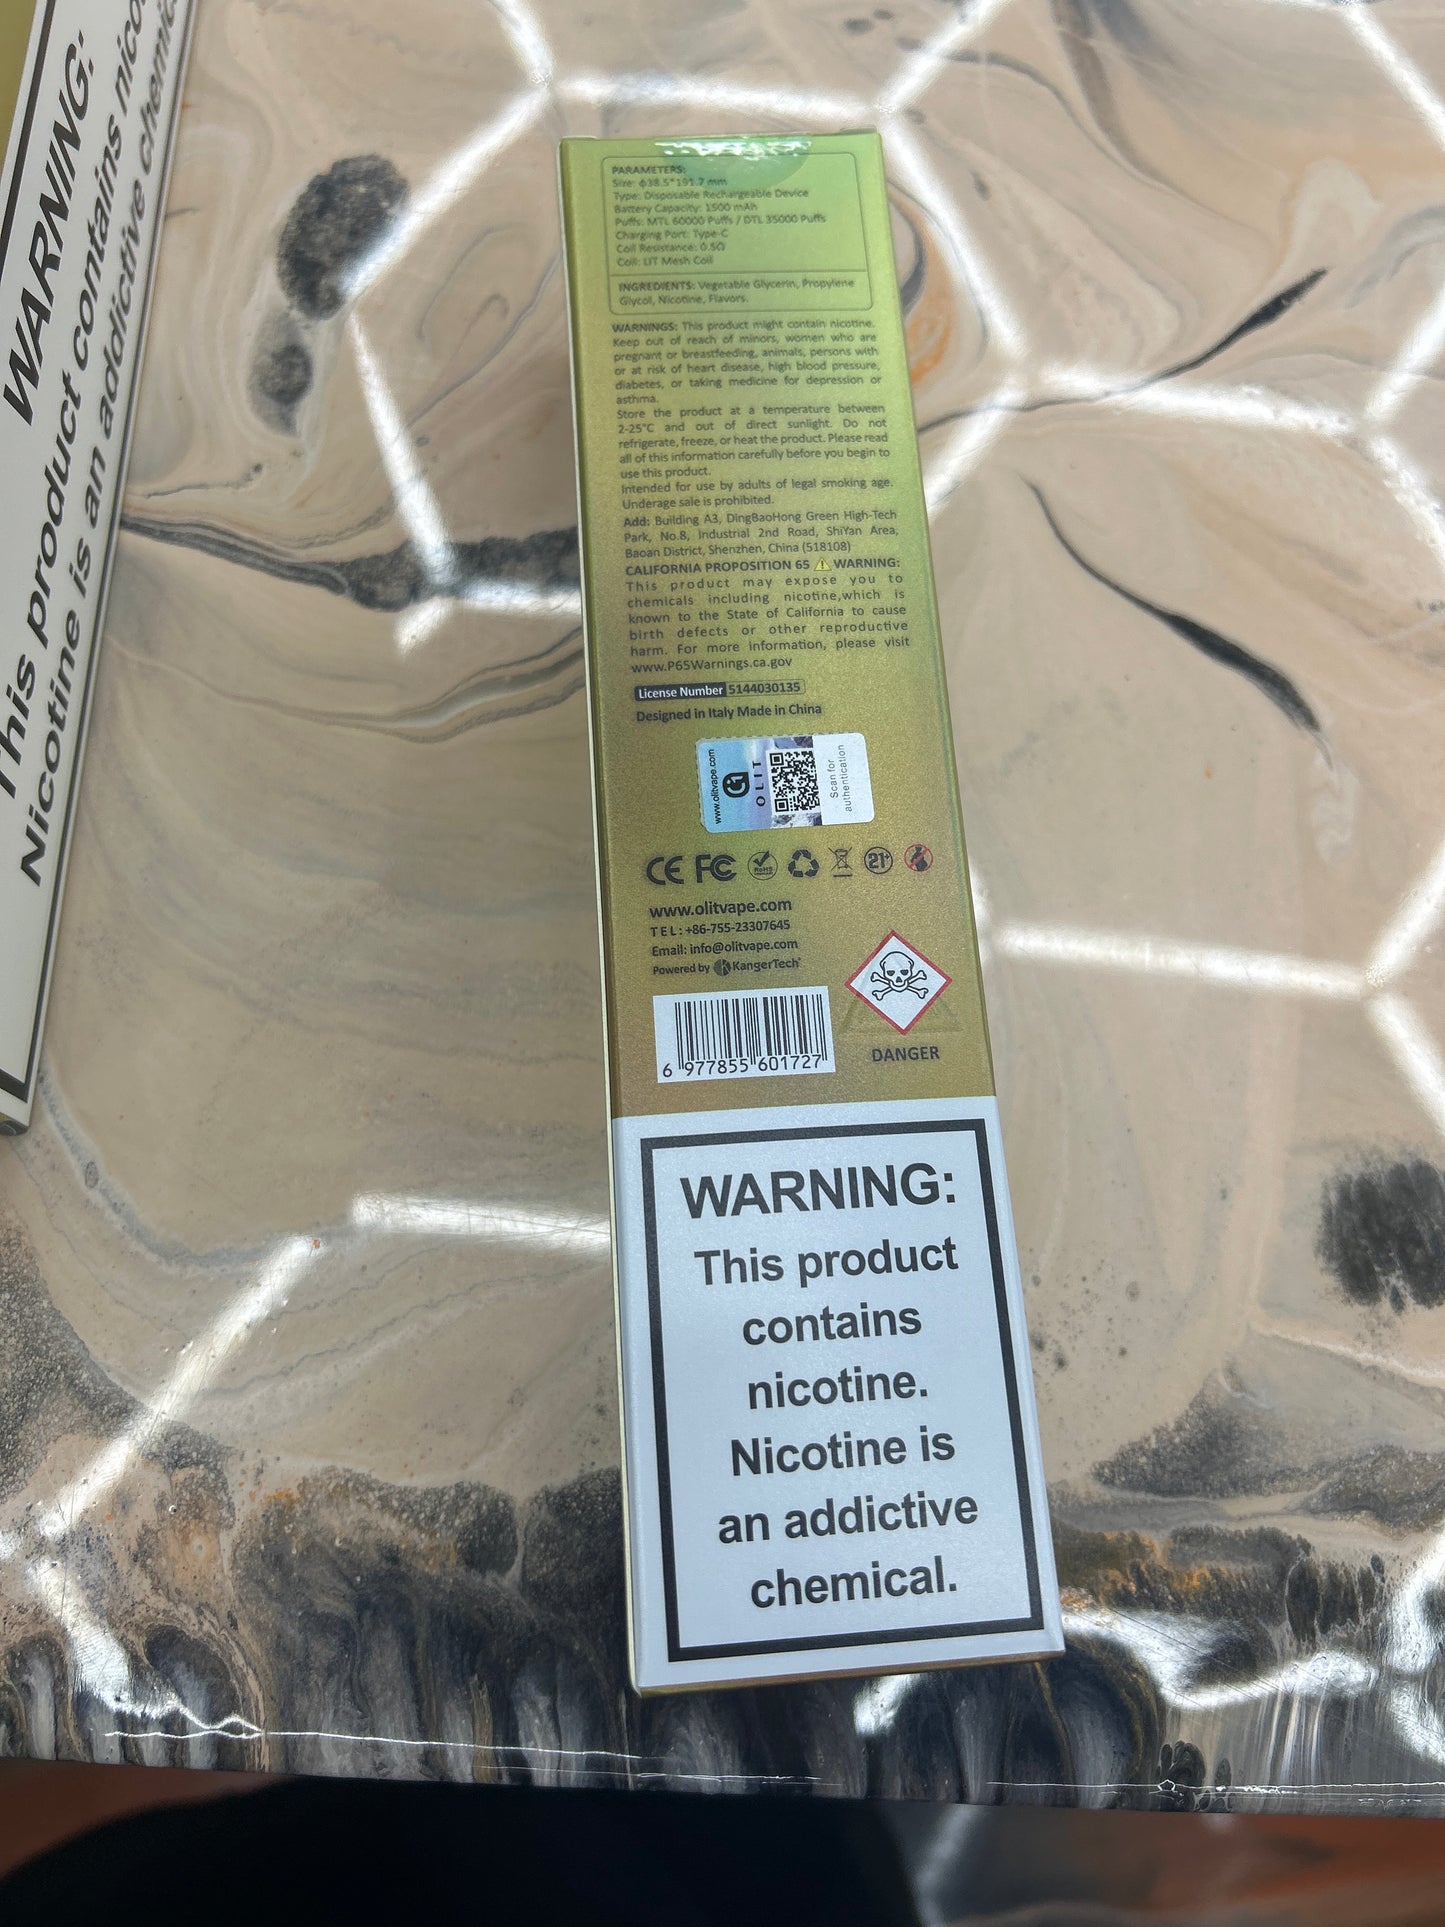 WARNING:
This product contains
Nicotine is an addictive
PARAMETERS:
Size: ϕ38.5*191.7 mm
Type: Disposable Rechargeable Device
Battery Capacity: 1500 mAh
Puffs: MTL 60000 Puffs / DTL 35000 Puffs
Charging Port: Type-C
Coil Resistance: 0.5Ω
Coil: LIT Mesh Coil
INGREDIENTS: Vegetable Glycerin, Propylene
Glycol, Nicotine, Flavors.
WARNINGS: This product might contain nicotine.
Keep out of reach of minors, women who are
pregnant or breastfeeding, animals, persons with
or at risk of heart disease, high blood pressure,
diabetes, or taking medicine for depression or
asthma.
Store the product at a temperature between
2-25°C and out of direct sunlight. Do not
refrigerate, freeze, or heat the product. Please read
all of this information carefully before you begin to
use this product.
Intended for use by adults of legal smoking age.
Underage sale is prohibited.
Add: Building A3, DingBaoHong Green High-Tech
Park, No.8, Industrial 2nd Road, ShiYan Area,
Baoan District, Shenzhen, China (518108)
CALIFORNIA PROPOSITION 65 ⚠ WARNING:
This product may expose you to
chemicals including nicotine,which is
known to the State of California to cause
birth defects or other reproductive
harm. For more information, please visit
www.P65Warnings.ca.gov
License Number 5144030135
Designed in Italy Made in China
www.olitvape.com
OLIT
Scan for
authentication
CE FC RoHS 21+
www.olitvape.com
TEL: +86-755-23307645
Email: info@olitvape.com
Powered by KangerTech
6 977855 601727
DANGER
WARNING:
This product
contains
nicotine.
Nicotine is
an addictive
chemical.